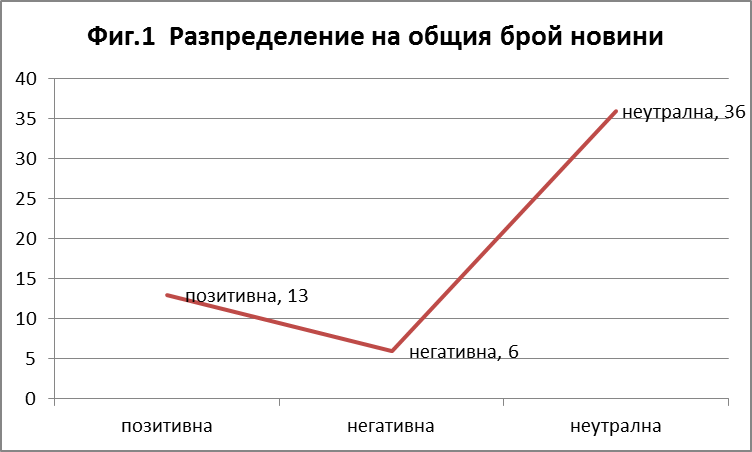 Фиг.1  Разпределение на общия брой новини
40
35
30
25
20
15
10
5
0
неутрална, 36
позитивна, 13
негативна, 6
позитивна
негативна
неутрална